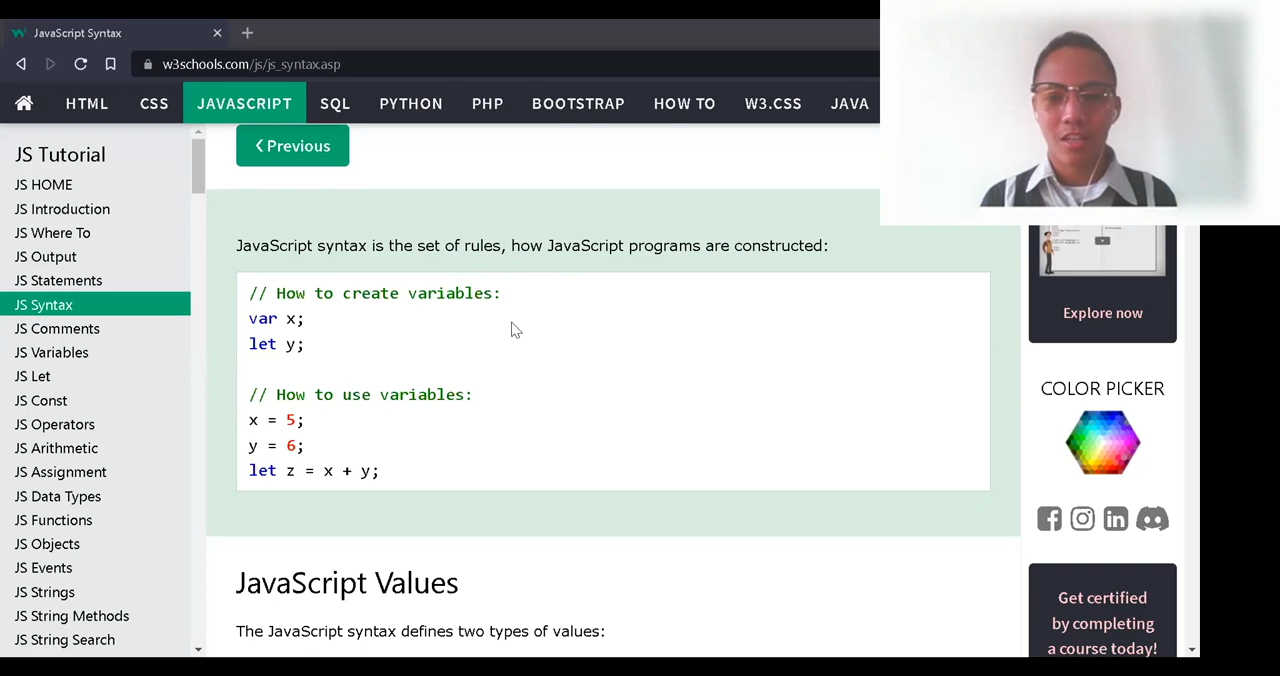 JavaScript Syntax
w3schools.com/js/js_syntax.asp
HTML CSS JAVASCRIPT SQL PYTHON PHP BOOTSTRAP HOW TO W3.CSS JAVA
JS Tutorial
JS HOME
JS Introduction
JS Where To
JS Output
JS Statements
JS Syntax
JS Comments
JS Variables
JS Let
JS Const
JS Operators
JS Arithmetic
JS Assignment
JS Data Types
JS Functions
JS Objects
JS Events
JS Strings
JS String Methods
JS String Search
❮ Previous
JavaScript syntax is the set of rules, how JavaScript programs are constructed:
// How to create variables:
var x;
let y;
// How to use variables:
x = 5;
y = 6;
let z = x + y;
JavaScript Values
The JavaScript syntax defines two types of values:
Explore now
COLOR PICKER
Get certified
by completing
a course today!